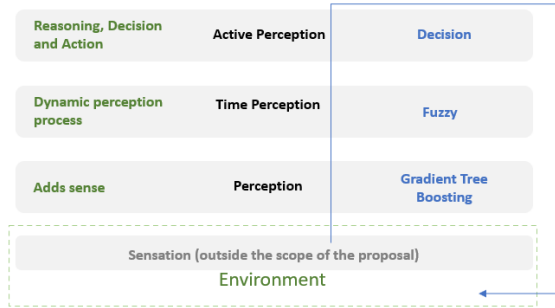 Reasoning, Decision
and Action
Active Perception
Decision
Dynamic perception
process
Time Perception
Fuzzy
Adds sense
Perception
Gradient Tree
Boosting
Sensation (outside the scope of the proposal)
Environment